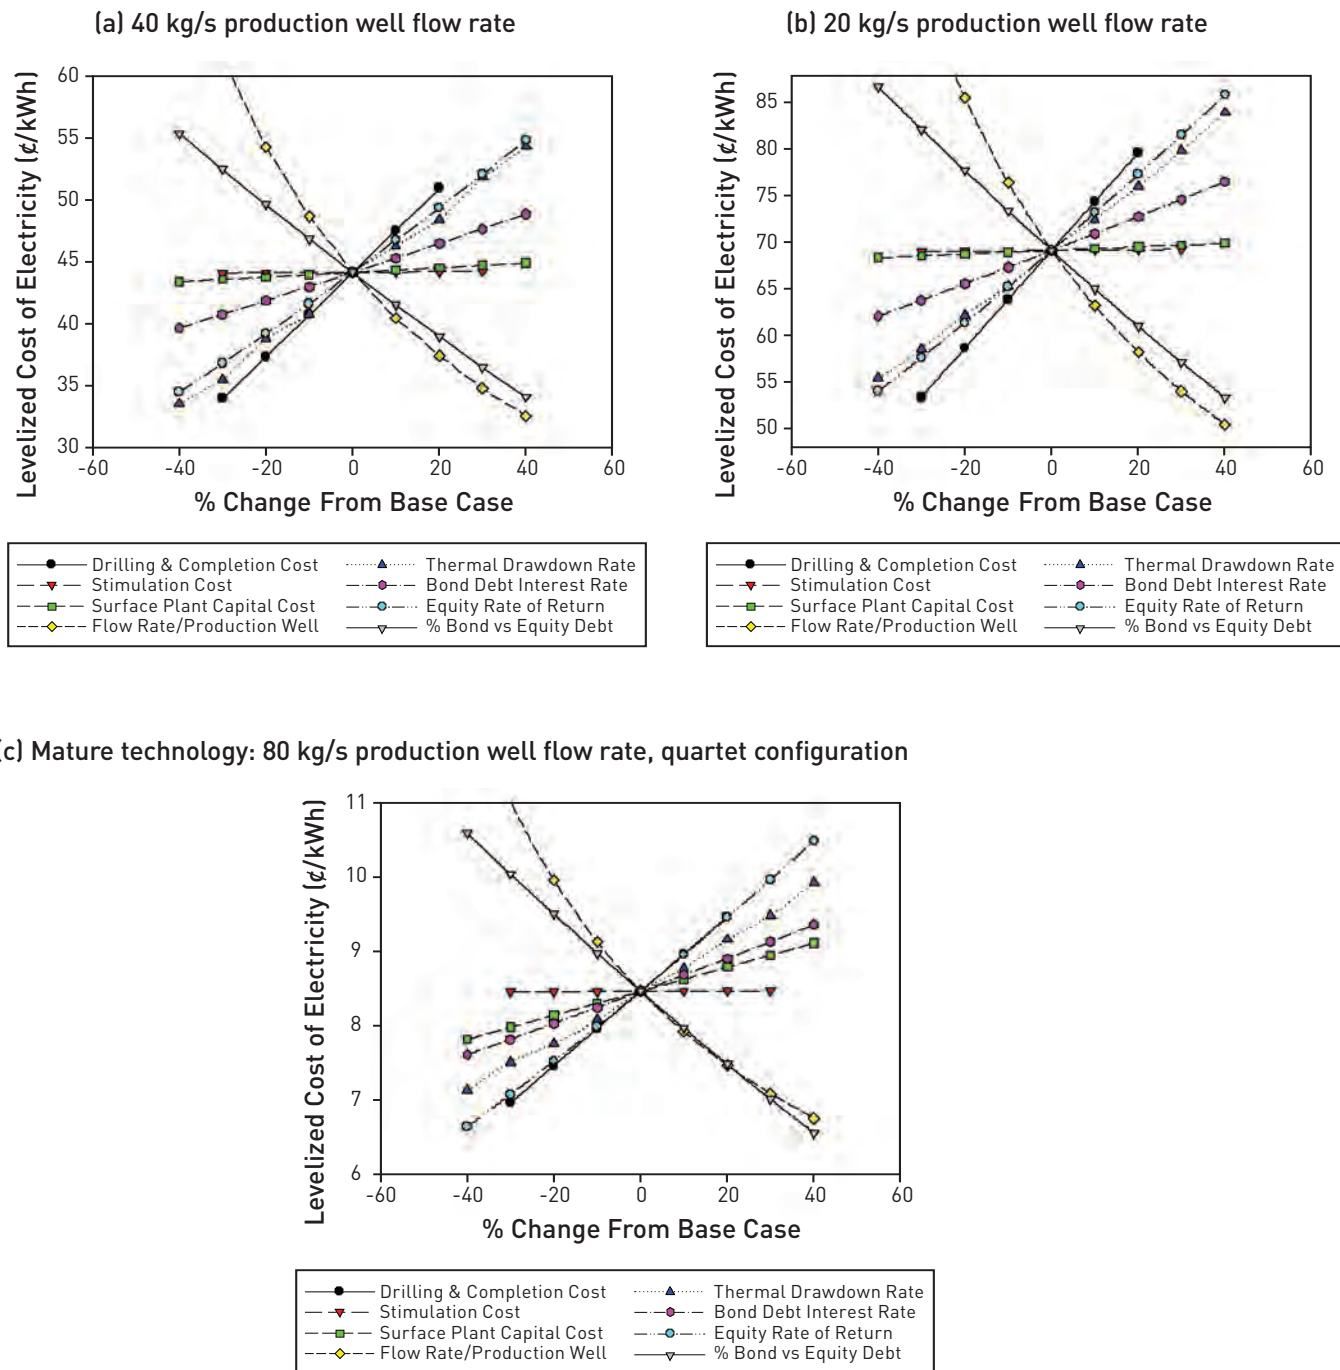 (a) 40 kg/s production well flow rate
Levelized Cost of Electricity (¢/kWh)
60
55
50
45
40
35
30
-60 -40 -20 0 20 40 60
% Change From Base Case
Drilling & Completion Cost
Stimulation Cost
Surface Plant Capital Cost
Flow Rate/Production Well
Thermal Drawdown Rate
Bond Debt Interest Rate
Equity Rate of Return
% Bond vs Equity Debt
(b) 20 kg/s production well flow rate
Levelized Cost of Electricity (¢/kWh)
85
80
75
70
65
60
55
50
-60 -40 -20 0 20 40 60
% Change From Base Case
Drilling & Completion Cost
Stimulation Cost
Surface Plant Capital Cost
Flow Rate/Production Well
Thermal Drawdown Rate
Bond Debt Interest Rate
Equity Rate of Return
% Bond vs Equity Debt
(c) Mature technology: 80 kg/s production well flow rate, quartet configuration
Levelized Cost of Electricity (¢/kWh)
11
10
9
8
7
6
-60 -40 -20 0 20 40 60
% Change From Base Case
Drilling & Completion Cost
Stimulation Cost
Surface Plant Capital Cost
Flow Rate/Production Well
Thermal Drawdown Rate
Bond Debt Interest Rate
Equity Rate of Return
% Bond vs Equity Debt